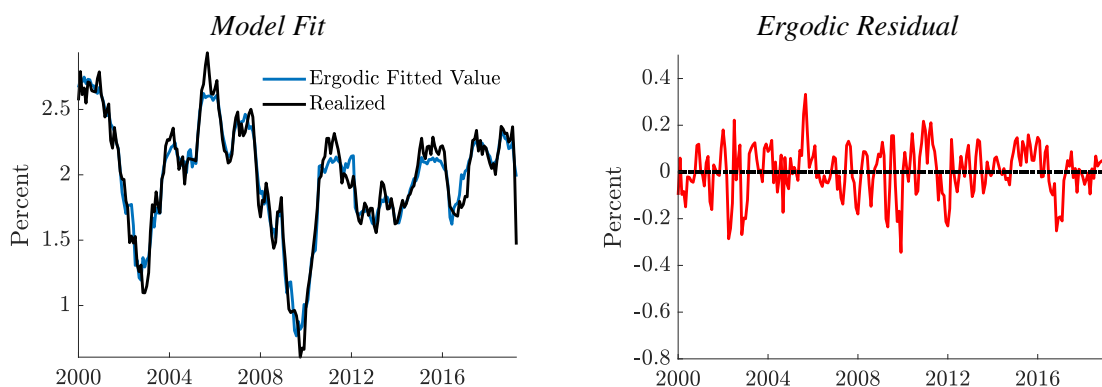 Model Fit
Percent
2.5
2
1.5
1
2000 2004 2008 2012 2016
Ergodic Fitted Value
Realized
Ergodic Residual
Percent
0.4
0.2
0
-0.2
-0.4
-0.6
-0.8
2000 2004 2008 2012 2016